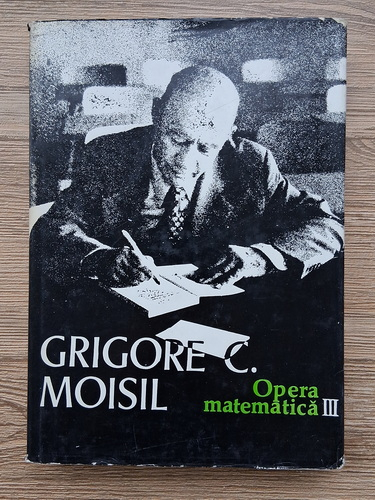 GRIGORE C.
MOISIL
Opera
matematică III